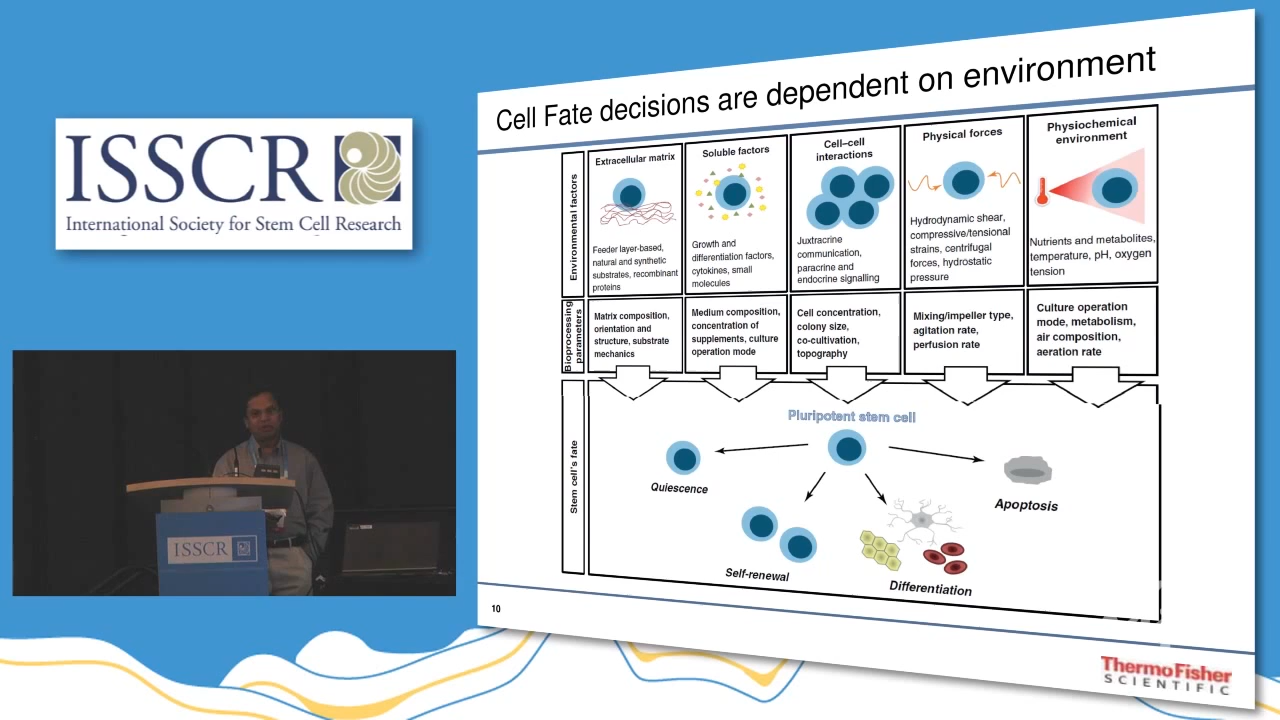 ISSCR
International Society for Stem Cell Research
ISSCR
Cell Fate decisions are dependent on environment
Environmental factors
Extracellular matrix
Feeder layer-based,
natural and synthetic
substrates, recombinant
proteins
Soluble factors
Growth and
differentiation factors,
cytokines, small
molecules
Cell–cell
interactions
Juxtracrine
communication,
paracrine and
endocrine signalling
Physical forces
Hydrodynamic shear,
compressive/tensional
strains, centrifugal
forces, hydrostatic
pressure
Physiochemical
environment
Nutrients and metabolites,
temperature, pH, oxygen
tension
Bioprocessing
parameters
Matrix composition,
orientation and
structure, substrate
mechanics
Medium composition,
concentration of
supplements, culture
operation mode
Cell concentration,
colony size,
co-cultivation,
topography
Mixing/impeller type,
agitation rate,
perfusion rate
Culture operation
mode, metabolism,
air composition,
aeration rate
Stem cell's fate
Pluripotent stem cell
Quiescence
Self-renewal
Differentiation
Apoptosis
10
ThermoFisher
SCIENTIFIC